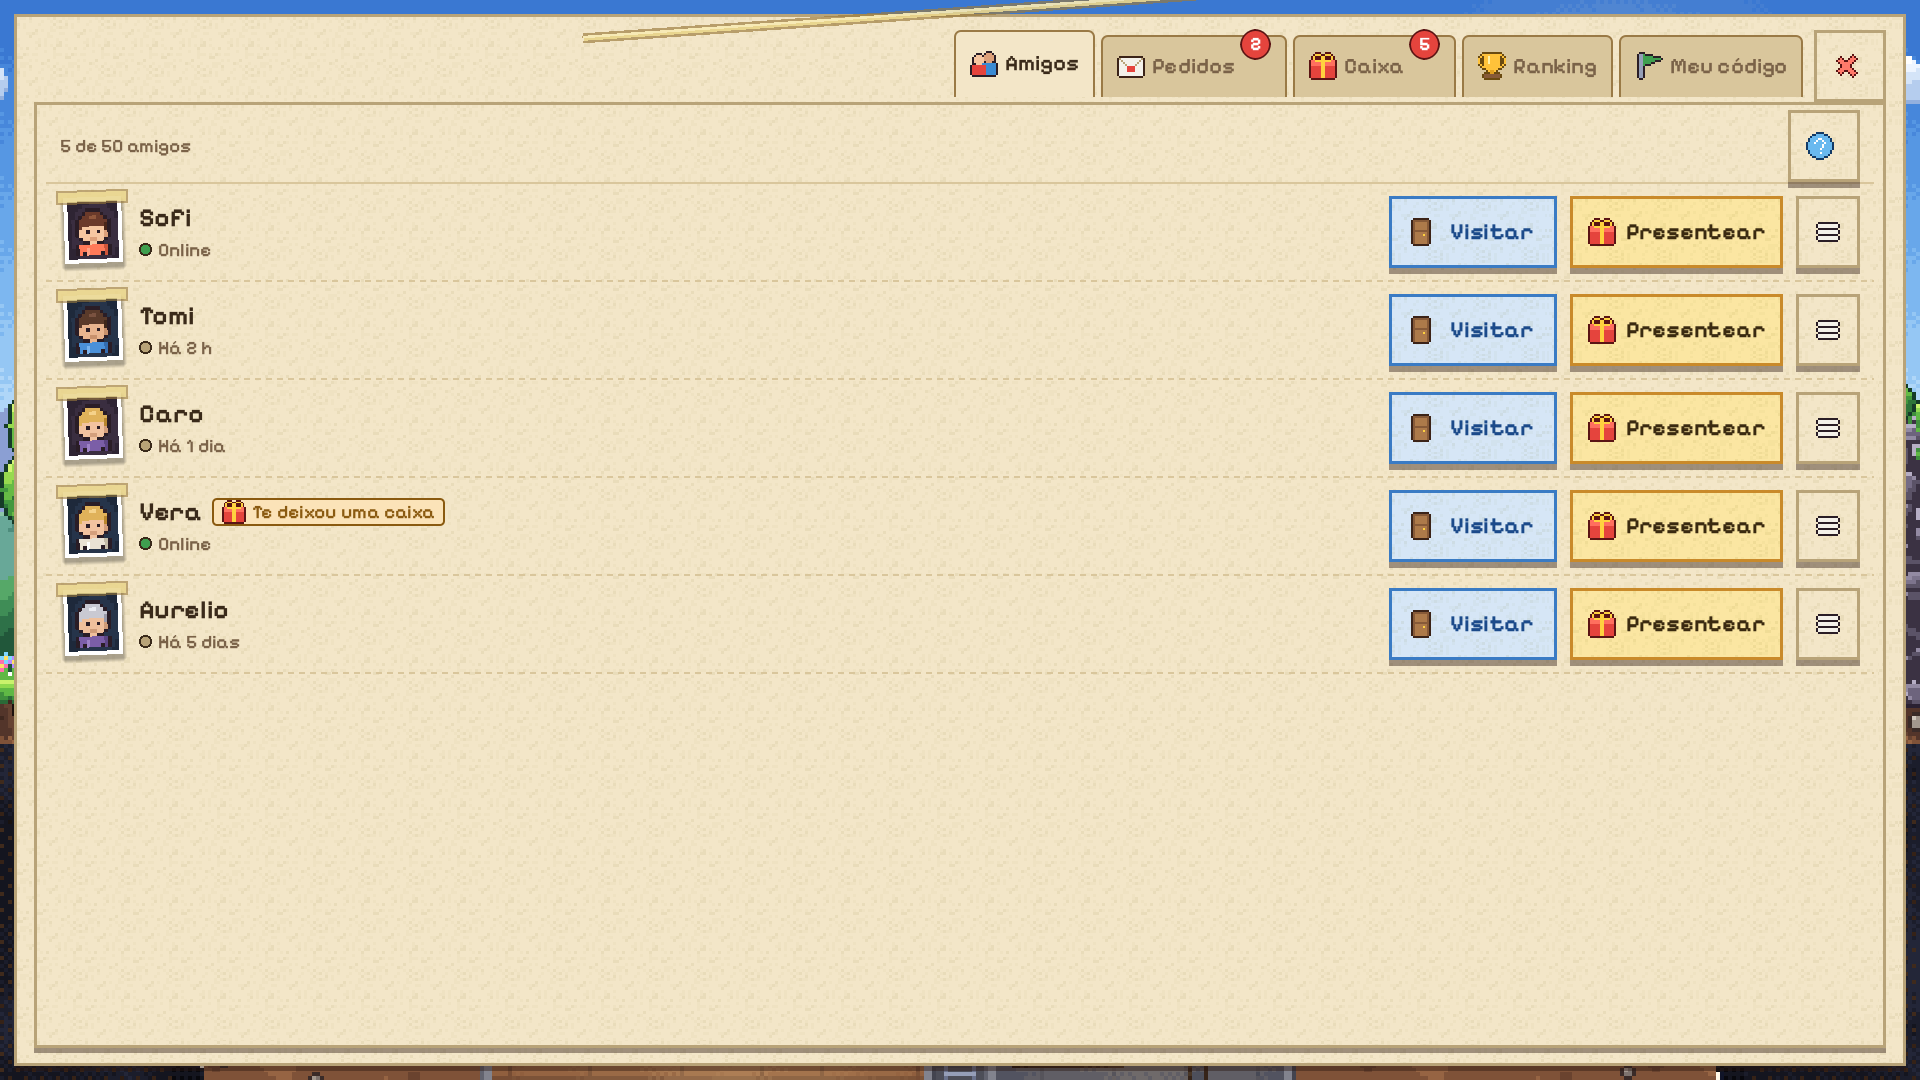 Amigos
Pedidos
2
Caixa
5
Ranking
Meu código
5 de 50 amigos
?
Sofi
Online
Visitar
Presentear
Tomi
Há 2 h
Visitar
Presentear
Caro
Há 1 dia
Visitar
Presentear
Vera
Te deixou uma caixa
Online
Visitar
Presentear
Aurelio
Há 5 dias
Visitar
Presentear